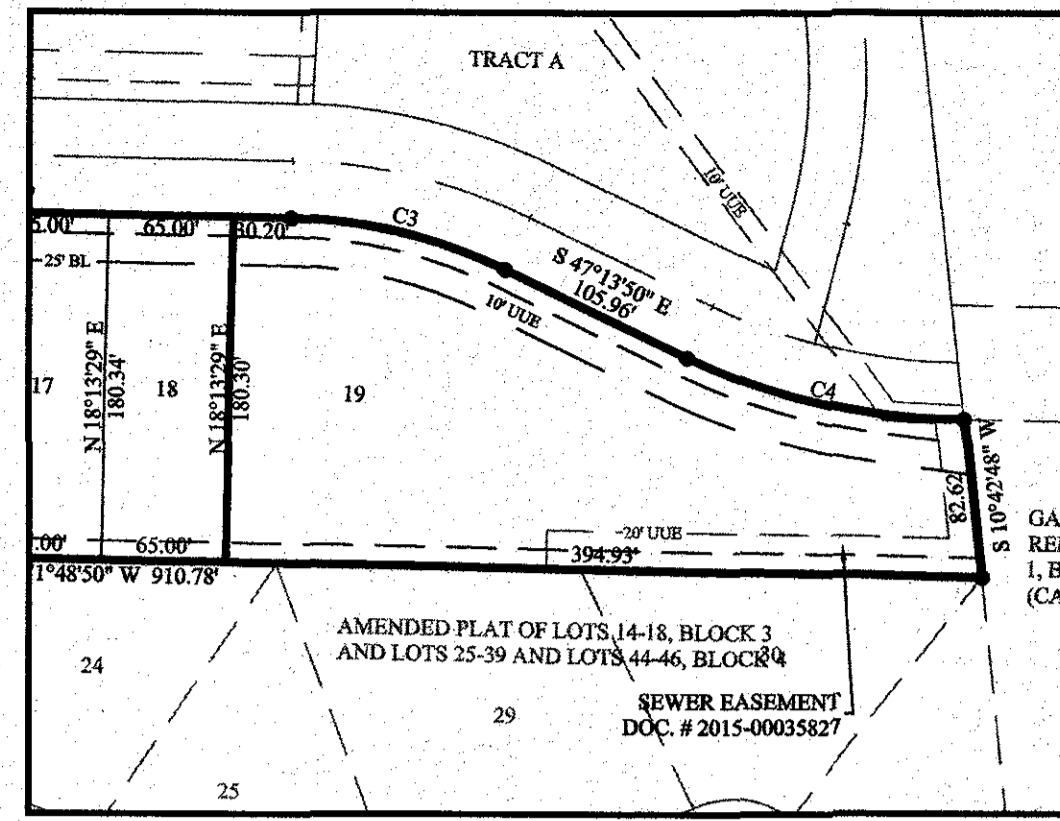 TRACT A
10' UUE
C3
5.00'
65.00'
30.20'
25' BL
S 47°13'50" E
105.96'
10' UUE
N 18°13'29" E
180.34'
N 18°13'29" E
180.30'
17
18
19
C4
S 10°42'48" W
82.62'
.00'
65.00'
20' UUE
394.93'
1°48'50" W 910.78'
GA
1, B
(CA
AMENDED PLAT OF LOTS 14-18, BLOCK 3
AND LOTS 25-39 AND LOTS 44-46, BLOCK 4
30
24
SEWER EASEMENT
DOC. # 2015-00035827
29
25